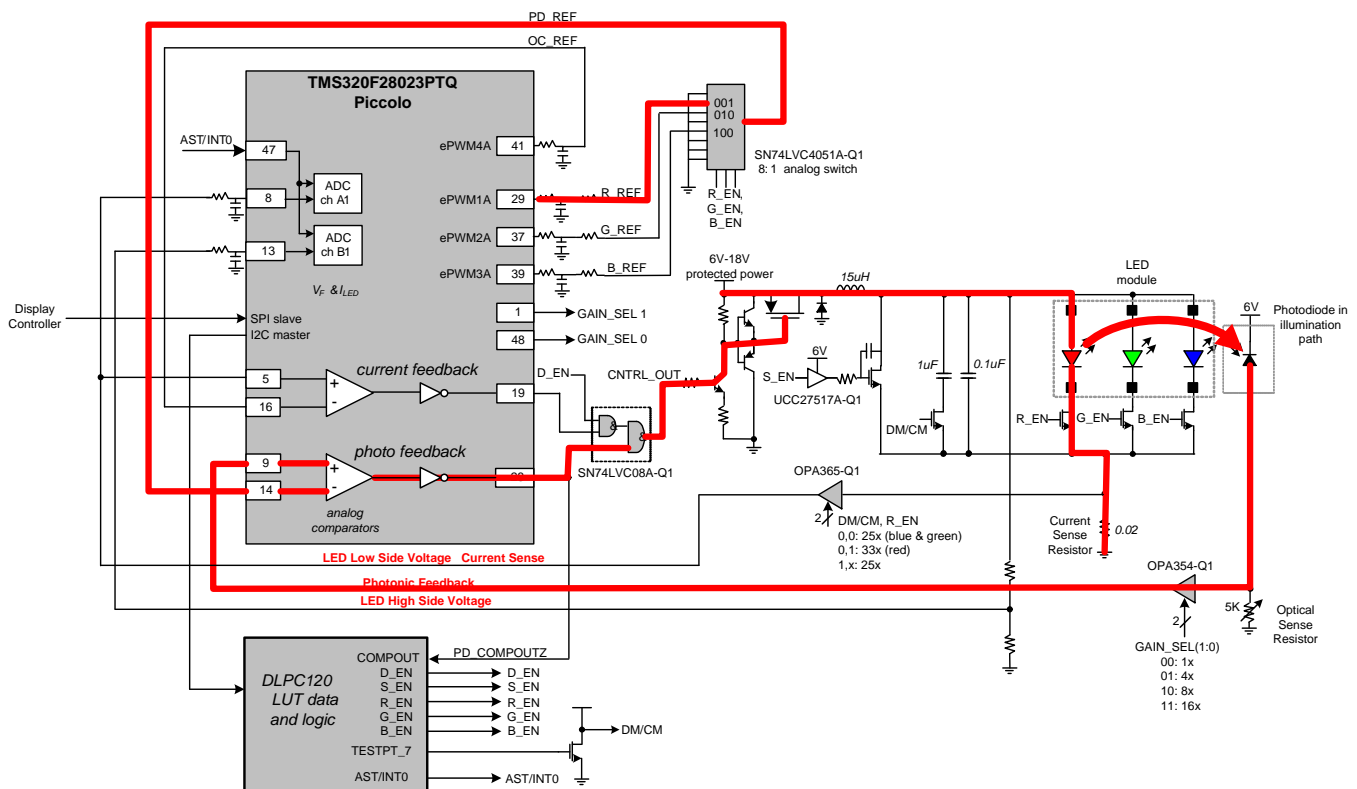 PD_REF
OC_REF
TMS320F28023PTQ
Piccolo
AST/INT0
47
8
13
ADC
ch A1
ADC
ch B1
VF & ILED
ePWM4A
41
ePWM1A
29
R_REF
ePWM2A
37
G_REF
ePWM3A
39
B_REF
1
GAIN_SEL 1
48
GAIN_SEL 0
001
010
100
SN74LVC4051A-Q1
8: 1 analog switch
R_EN,
G_EN,
B_EN
Display
Controller
SPI slave
I2C master
5
16
+
-
current feedback
19
D_EN
9
14
+
-
photo feedback
analog
comparators
SN74LVC08A-Q1
CNTRL_OUT
6V-18V
protected power
15uH
6V
S_EN
UCC27517A-Q1
1uF
0.1uF
DM/CM
LED
module
R_EN
G_EN
B_EN
6V
Photodiode in
illumination
path
OPA365-Q1
2
DM/CM, R_EN
0,0: 25x (blue & green)
0,1: 33x (red)
1,x: 25x
Current
Sense
Resistor
0.02
LED Low Side Voltage Current Sense
Photonic Feedback
LED High Side Voltage
OPA354-Q1
2
GAIN_SEL(1:0)
00: 1x
01: 4x
10: 8x
11: 16x
5K
Optical
Sense
Resistor
DLPC120
LUT data
and logic
COMPOUT
PD_COMPOUTZ
D_EN
D_EN
S_EN
S_EN
R_EN
R_EN
G_EN
G_EN
B_EN
B_EN
TESTPT_7
DM/CM
AST/INT0
AST/INT0